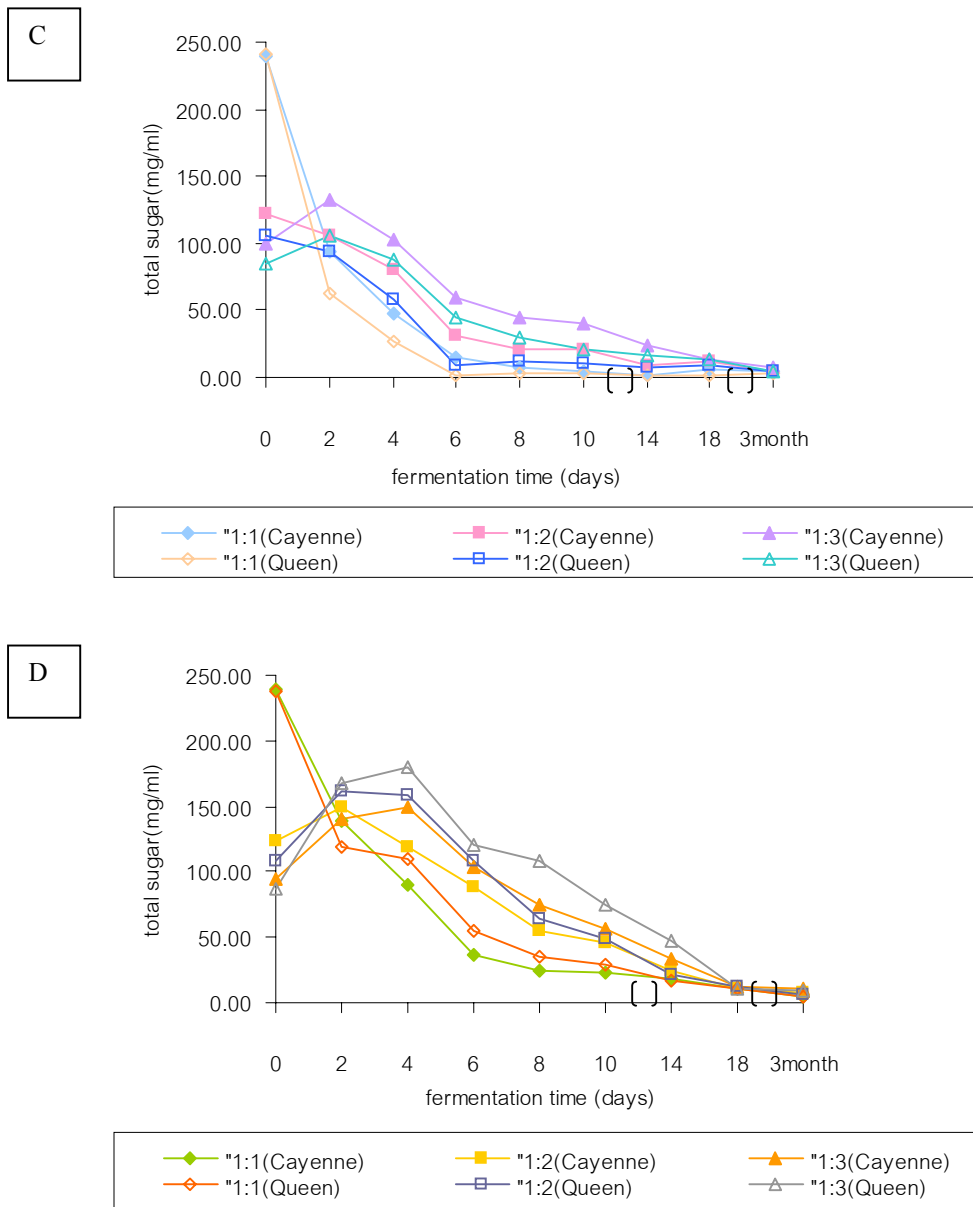 C
250.00
200.00
150.00
100.00
50.00
0.00
total sugar(mg/ml)
0 2 4 6 8 10 14 18 3month
fermentation time (days)
"1:1(Cayenne) "1:2(Cayenne) "1:3(Cayenne)
"1:1(Queen) "1:2(Queen) "1:3(Queen)
D
250.00
200.00
150.00
100.00
50.00
0.00
total sugar(mg/ml)
0 2 4 6 8 10 14 18 3month
fermentation time (days)
"1:1(Cayenne) "1:2(Cayenne) "1:3(Cayenne)
"1:1(Queen) "1:2(Queen) "1:3(Queen)